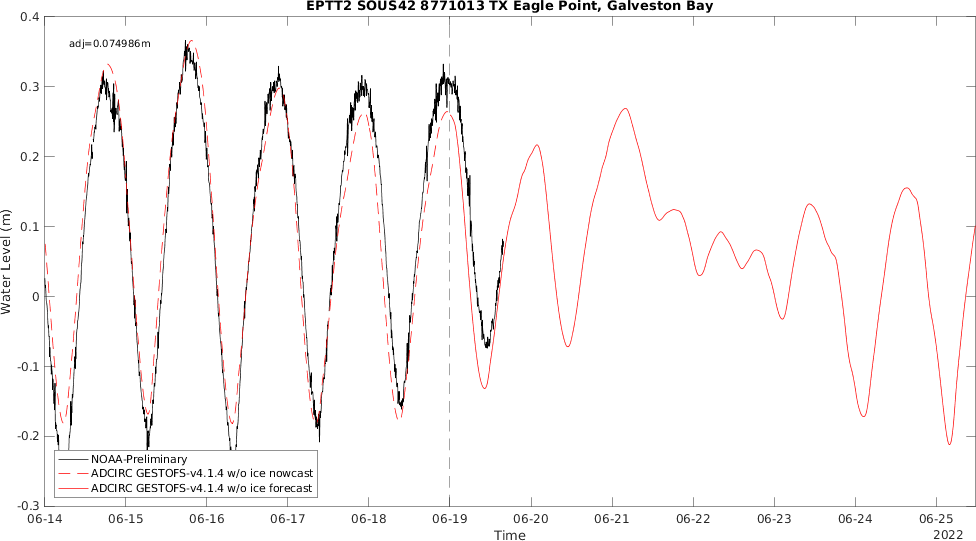 EPTT2 SOUS42 8771013 TX Eagle Point, Galveston Bay
adj=0.074986m
0.4
0.3
0.2
0.1
0
-0.1
-0.2
-0.3
Water Level (m)
NOAA-Preliminary
ADCIRC GESTOFS-v4.1.4 w/o ice nowcast
ADCIRC GESTOFS-v4.1.4 w/o ice forecast
06-14 06-15 06-16 06-17 06-18 06-19 06-20 06-21 06-22 06-23 06-24 06-25
Time
2022